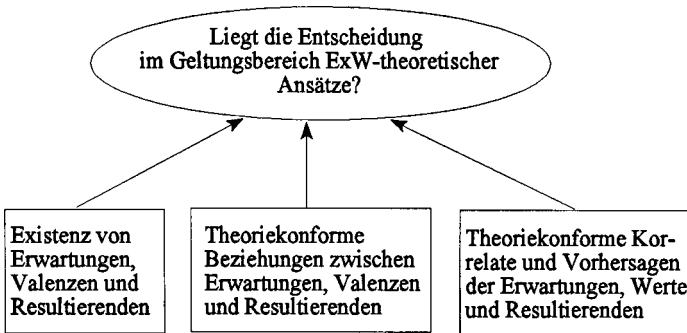 Liegt die Entscheidung
im Geltungsbereich ExW-theoretischer
Ansätze?
Existenz von
Erwartungen,
Valenzen und
Resultierenden
Theoriekonforme
Beziehungen zwischen
Erwartungen, Valenzen
und Resultierenden
Theoriekonforme Kor-
relate und Vorhersagen
der Erwartungen, Werte
und Resultierenden